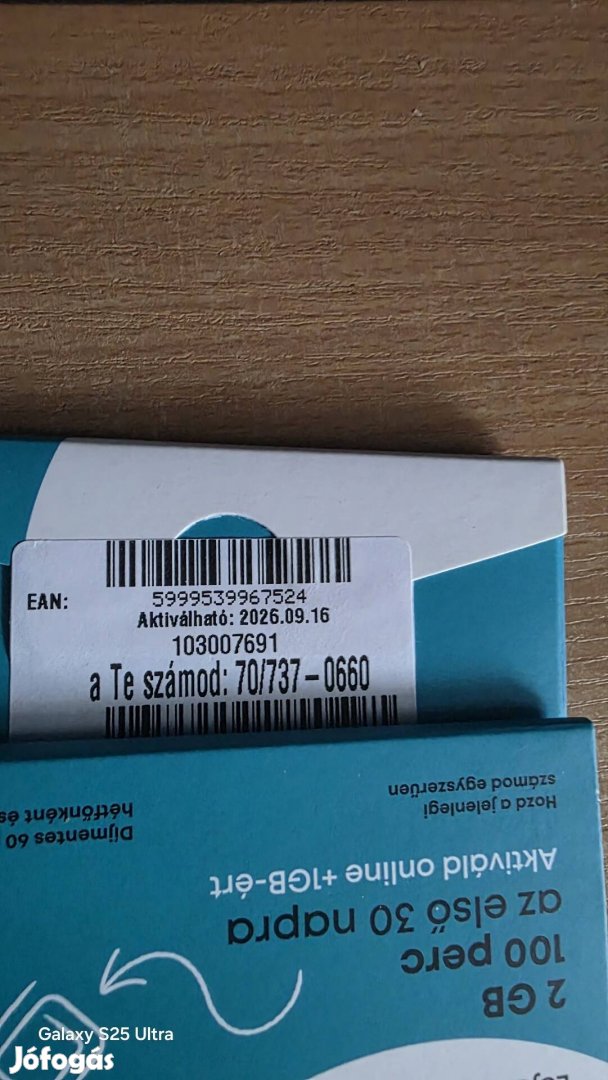 EAN:
5999539967524
Aktiválható: 2026.09.16
103007691
a Te számod: 70/737-0660
2 GB
100 perc
az első 30 napra
Aktiváld online +1GB-ért
Hozd a jelenlegi
számod egyszerűen
Díjmentes 60
hétfőnként és
Galaxy S25 Ultra
Jófogás